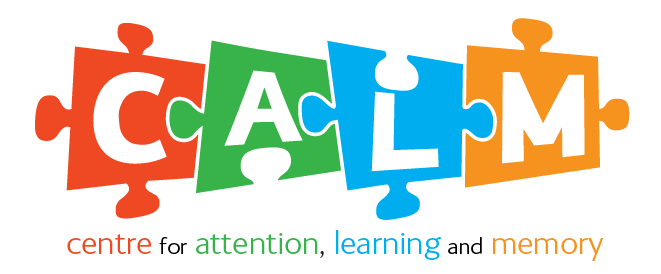 CALM
centre for attention, learning and memory